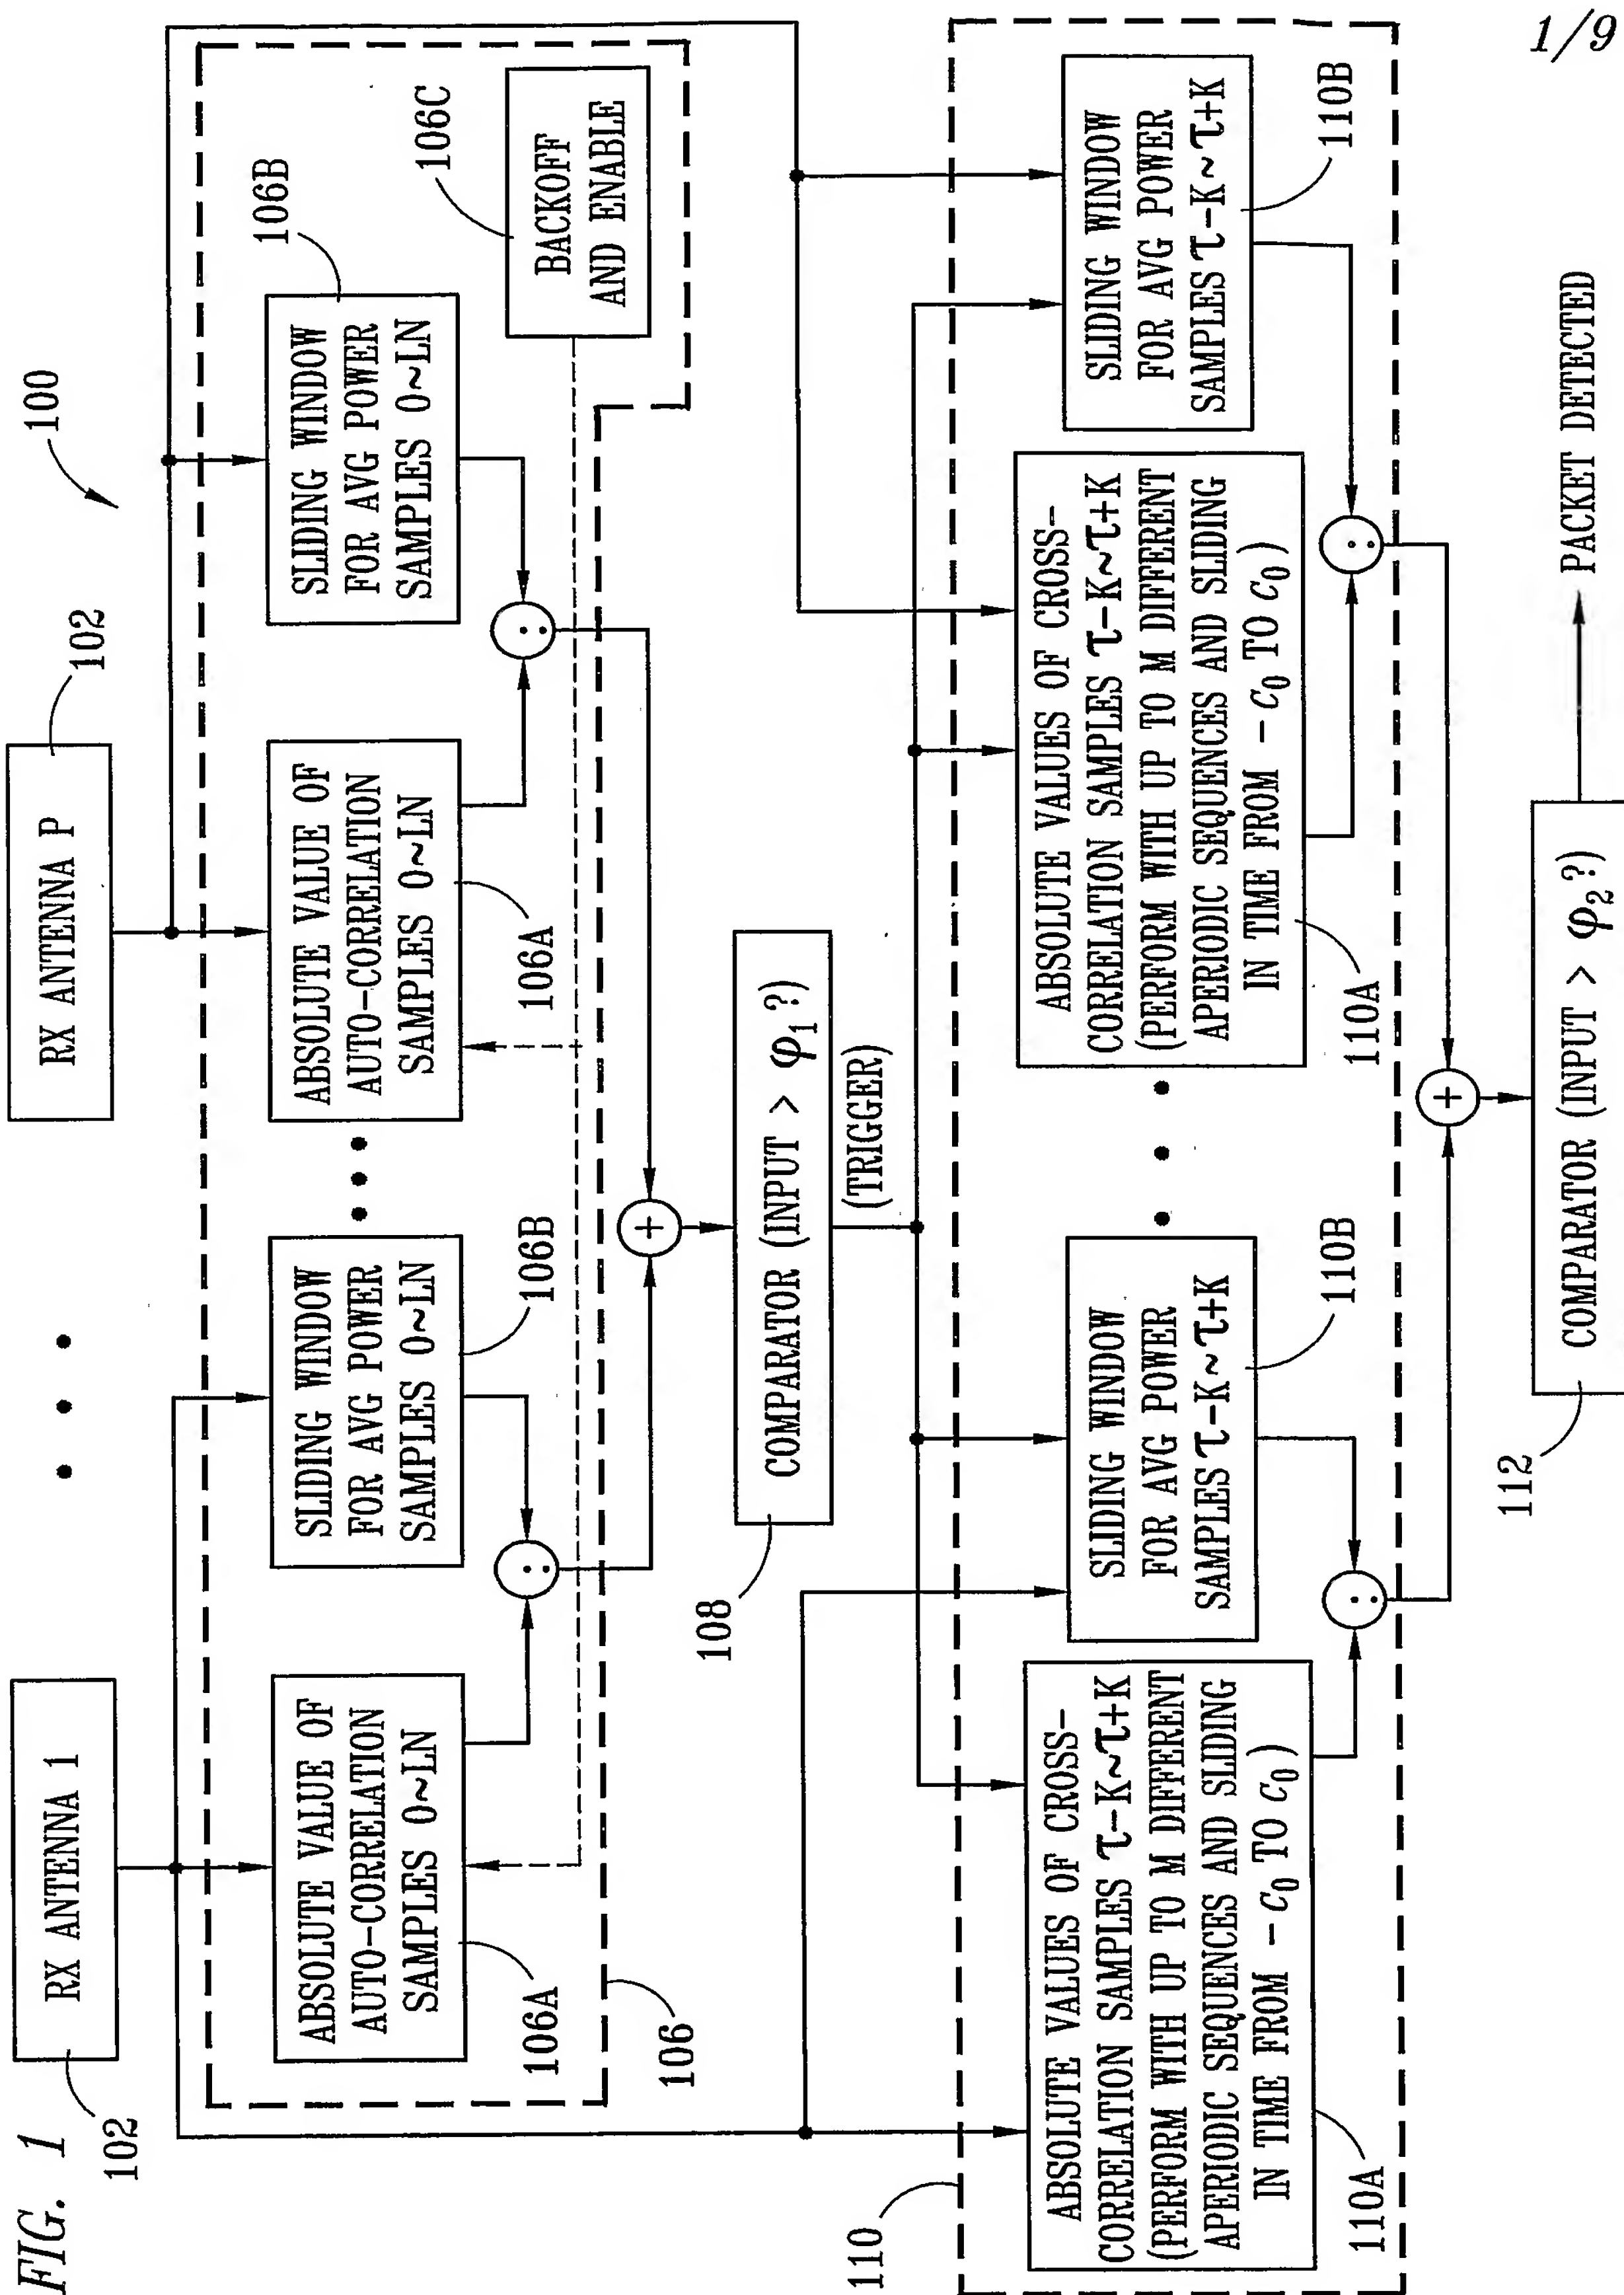 1/9
FIG. 1
100
102
RX ANTENNA 1
RX ANTENNA P
102
ABSOLUTE VALUE OF
AUTO-CORRELATION
SAMPLES 0~LN
106A
SLIDING WINDOW
FOR AVG POWER
SAMPLES 0~LN
106B
ABSOLUTE VALUE OF
AUTO-CORRELATION
SAMPLES 0~LN
106A
SLIDING WINDOW
FOR AVG POWER
SAMPLES 0~LN
106B
BACKOFF
AND ENABLE
106C
106
+
COMPARATOR (INPUT > φ1?)
108
(TRIGGER)
110
ABSOLUTE VALUES OF CROSS-
CORRELATION SAMPLES τ-K~τ+K
(PERFORM WITH UP TO M DIFFERENT
APERIODIC SEQUENCES AND SLIDING
IN TIME FROM -c0 TO c0)
110A
SLIDING WINDOW
FOR AVG POWER
SAMPLES τ-K~τ+K
110B
ABSOLUTE VALUES OF CROSS-
CORRELATION SAMPLES τ-K~τ+K
(PERFORM WITH UP TO M DIFFERENT
APERIODIC SEQUENCES AND SLIDING
IN TIME FROM -c0 TO c0)
110A
SLIDING WINDOW
FOR AVG POWER
SAMPLES τ-K~τ+K
110B
+
COMPARATOR (INPUT > φ2?)
112
PACKET DETECTED